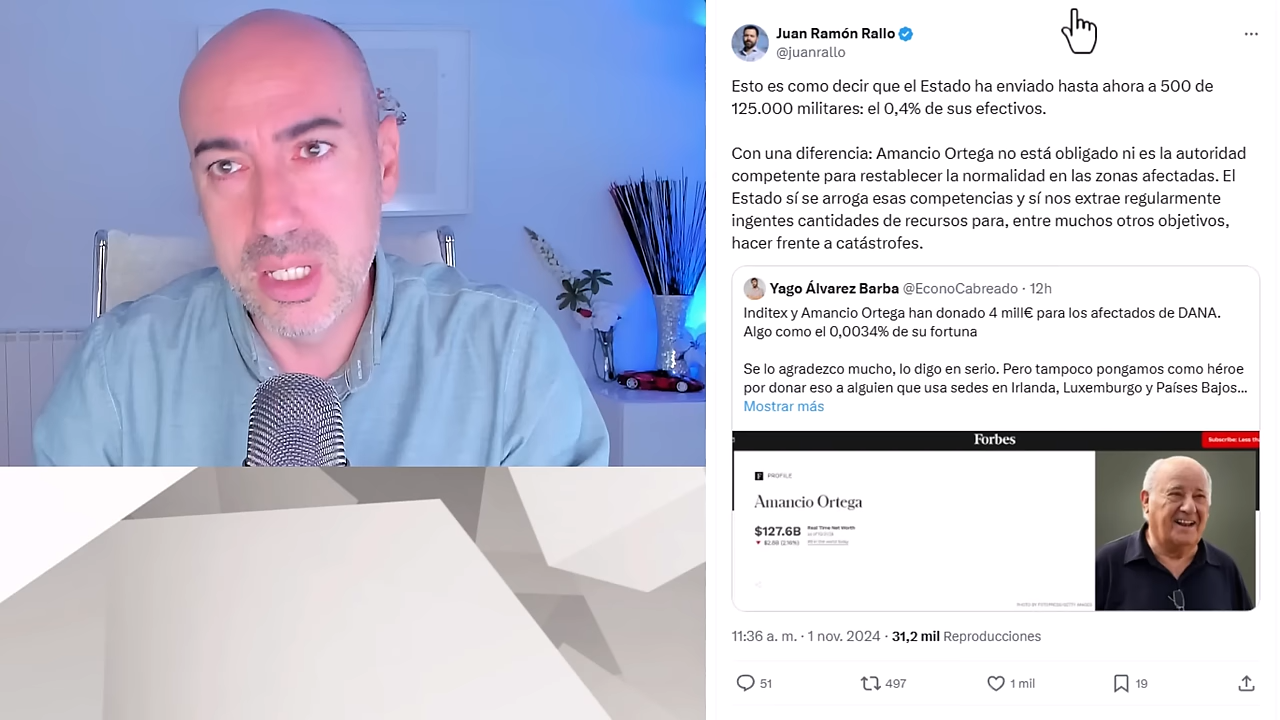 Juan Ramón Rallo
@juanrallo
Esto es como decir que el Estado ha enviado hasta ahora a 500 de
125.000 militares: el 0,4% de sus efectivos.
Con una diferencia: Amancio Ortega no está obligado ni es la autoridad
competente para restablecer la normalidad en las zonas afectadas. El
Estado sí se arroga esas competencias y sí nos extrae regularmente
ingentes cantidades de recursos para, entre muchos otros objetivos,
hacer frente a catástrofes.
Yago Álvarez Barba @EconoCabreado · 12h
Inditex y Amancio Ortega han donado 4 mill€ para los afectados de DANA.
Algo como el 0,0034% de su fortuna
Se lo agradezco mucho, lo digo en serio. Pero tampoco pongamos como héroe
por donar eso a alguien que usa sedes en Irlanda, Luxemburgo y Países Bajos...
Mostrar más
Forbes
PROFILE
Amancio Ortega
$127.6B
Real Time Net Worth
11:36 a. m. · 1 nov. 2024 · 31,2 mil Reproducciones
51
497
1 mil
19